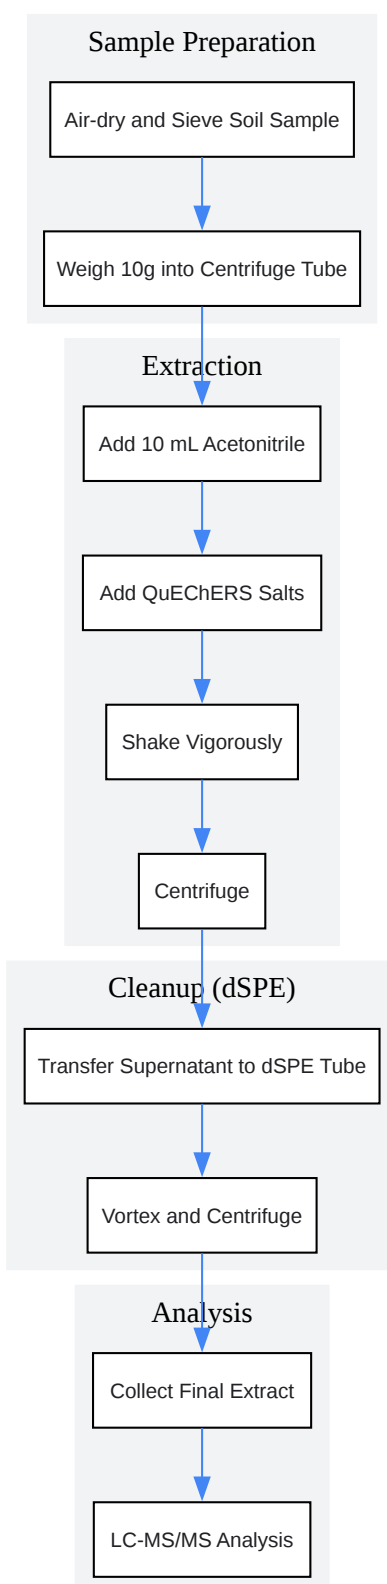 Sample Preparation
Air-dry and Sieve Soil Sample
Weigh 10g into Centrifuge Tube
Extraction
Add 10 mL Acetonitrile
Add QuEChERS Salts
Shake Vigorously
Centrifuge
Cleanup (dSPE)
Transfer Supernatant to dSPE Tube
Vortex and Centrifuge
Analysis
Collect Final Extract
LC-MS/MS Analysis